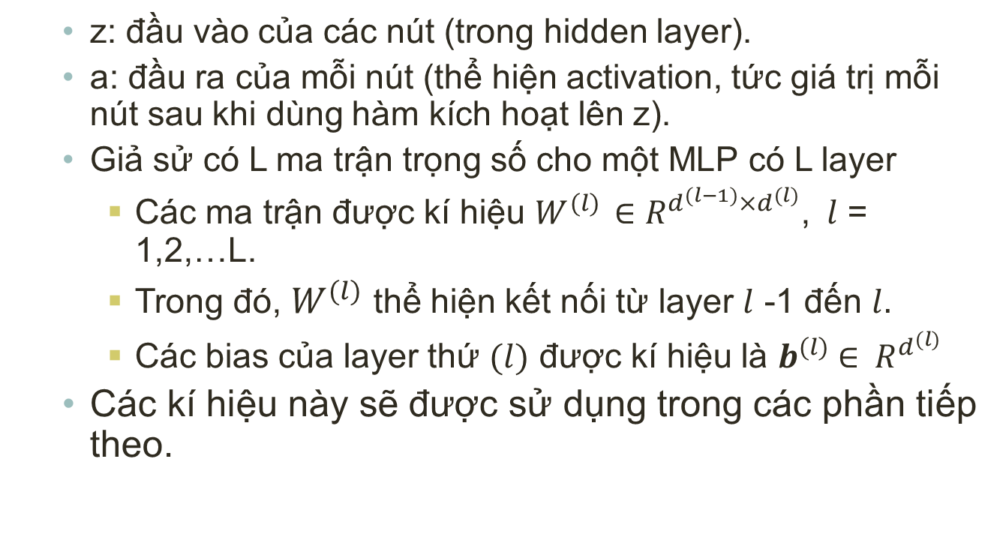 • z: đầu vào của các nút (trong hidden layer).
• a: đầu ra của mỗi nút (thể hiện activation, tức giá trị mỗi
nút sau khi dùng hàm kích hoạt lên z).
• Giả sử có L ma trận trọng số cho một MLP có L layer
▪ Các ma trận được kí hiệu $W^{(l)} \in R^{d^{(l-1)} \times d^{(l)}}$, $l$ =
1,2,…L.
▪ Trong đó, $W^{(l)}$ thể hiện kết nối từ layer $l$ -1 đến $l$.
▪ Các bias của layer thứ $(l)$ được kí hiệu là $\boldsymbol{b}^{(l)} \in R^{d^{(l)}}$
• Các kí hiệu này sẽ được sử dụng trong các phần tiếp
theo.